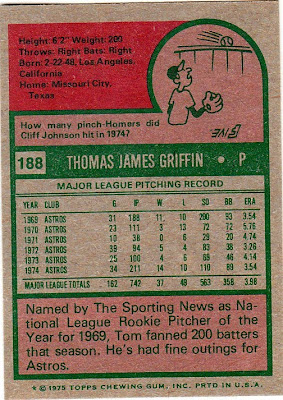 Height: 6'2" Weight: 200
Throws: Right Bats: Right
Born: 2-22-48, Los Angeles,
California
Home: Missouri City,
Texas
How many pinch-Homers did
Cliff Johnson hit in 1974?
FIVE
188 THOMAS JAMES GRIFFIN • P
MAJOR LEAGUE PITCHING RECORD
YEAR CLUB G IP W L SO BB ERA
1969 ASTROS 31 188 11 10 200 93 3.54
1970 ASTROS 23 111 3 13 72 72 5.76
1971 ASTROS 10 38 0 6 29 20 4.74
1972 ASTROS 39 94 5 4 83 38 3.26
1973 ASTROS 25 100 4 6 69 46 4.14
1974 ASTROS 34 211 14 10 110 89 3.54
MAJOR LEAGUE TOTALS 162 742 37 49 563 358 3.98
Named by The Sporting News as Na-
tional League Rookie Pitcher of
the Year for 1969, Tom fanned 200 batters
that season. He's had fine outings for
Astros.
* © 1975 TOPPS CHEWING GUM, INC. PRTD IN U.S.A.